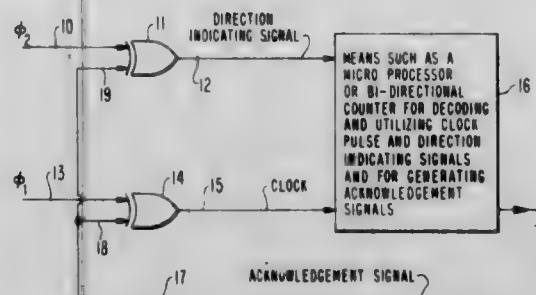 DIRECTION
INDICATING SIGNAL
ϕ2
10
11
12
19
MEANS SUCH AS A
MICRO PROCESSOR
OR BI-DIRECTIONAL
COUNTER FOR DECODING
AND UTILIZING CLOCK
PULSE AND DIRECTION
INDICATING SIGNALS
AND FOR GENERATING
ACKNOWLEDGEMENT
SIGNALS
16
ϕ1
13
14
15
CLOCK
18
17
ACKNOWLEDGEMENT SIGNAL